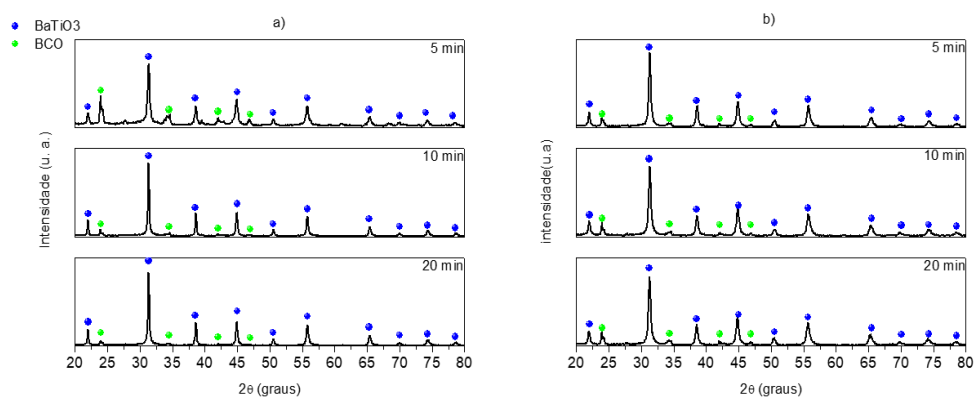 BaTiO3
BCO
a)
5 min
10 min
20 min
Intensidade (u. a.)
20 25 30 35 40 45 50 55 60 65 70 75 80
2θ (graus)
b)
5 min
10 min
20 min
intensidade(u.a)
20 25 30 35 40 45 50 55 60 65 70 75 80
2θ (graus)